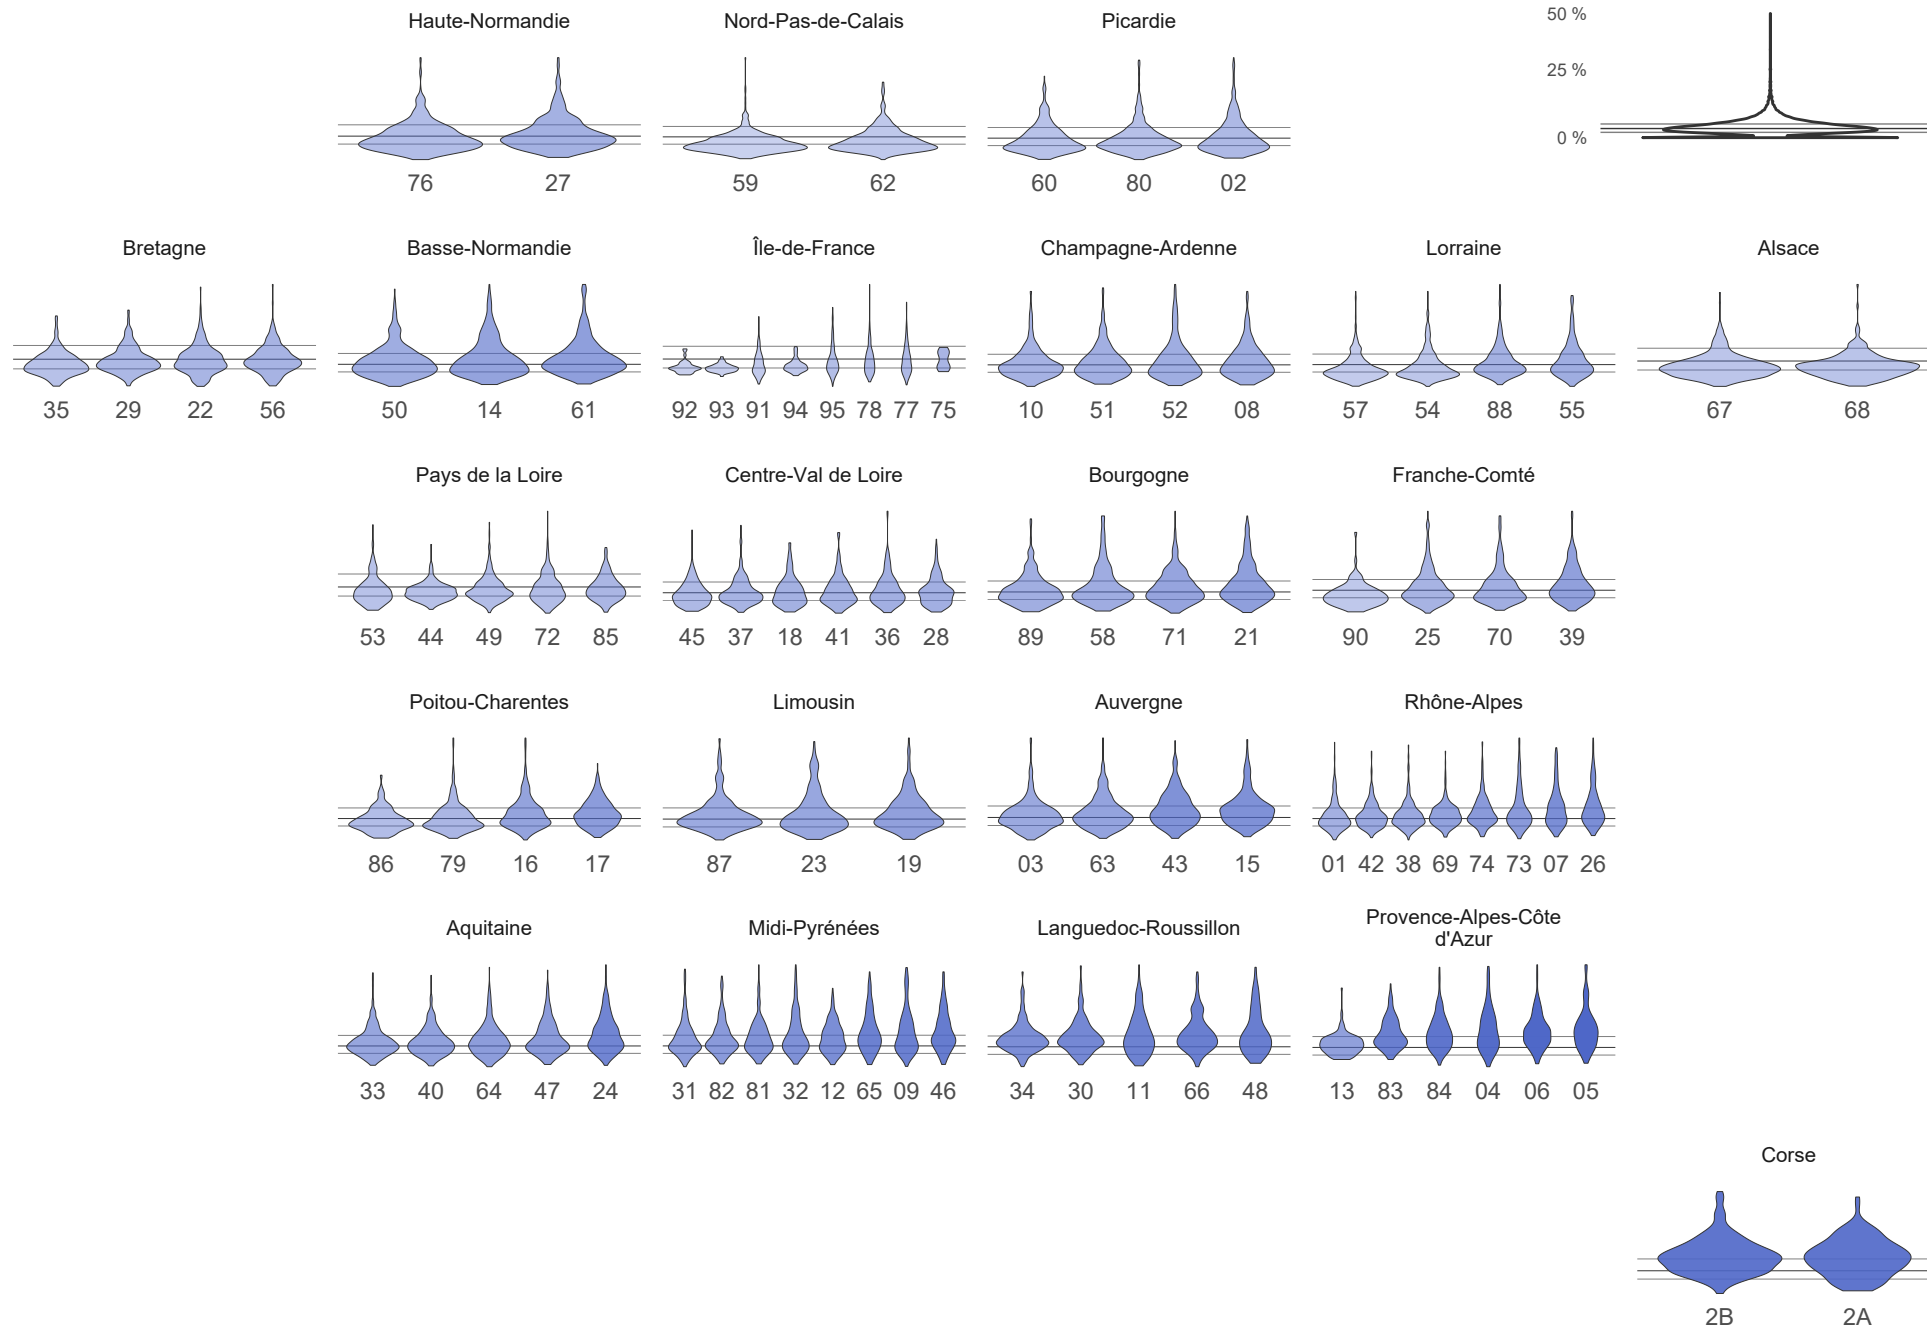 Haute-Normandie
Nord-Pas-de-Calais
Picardie
50 %
25 %
0 %
76 27
59 62
60 80 02
Bretagne
Basse-Normandie
Île-de-France
Champagne-Ardenne
Lorraine
Alsace
35 29 22 56
50 14 61
92 93 91 94 95 78 77 75
10 51 52 08
57 54 88 55
67 68
Pays de la Loire
Centre-Val de Loire
Bourgogne
Franche-Comté
53 44 49 72 85
45 37 18 41 36 28
89 58 71 21
90 25 70 39
Poitou-Charentes
Limousin
Auvergne
Rhône-Alpes
86 79 16 17
87 23 19
03 63 43 15
01 42 38 69 74 73 07 26
Aquitaine
Midi-Pyrénées
Languedoc-Roussillon
Provence-Alpes-Côte
d'Azur
33 40 64 47 24
31 82 81 32 12 65 09 46
34 30 11 66 48
13 83 84 04 06 05
Corse
2B 2A